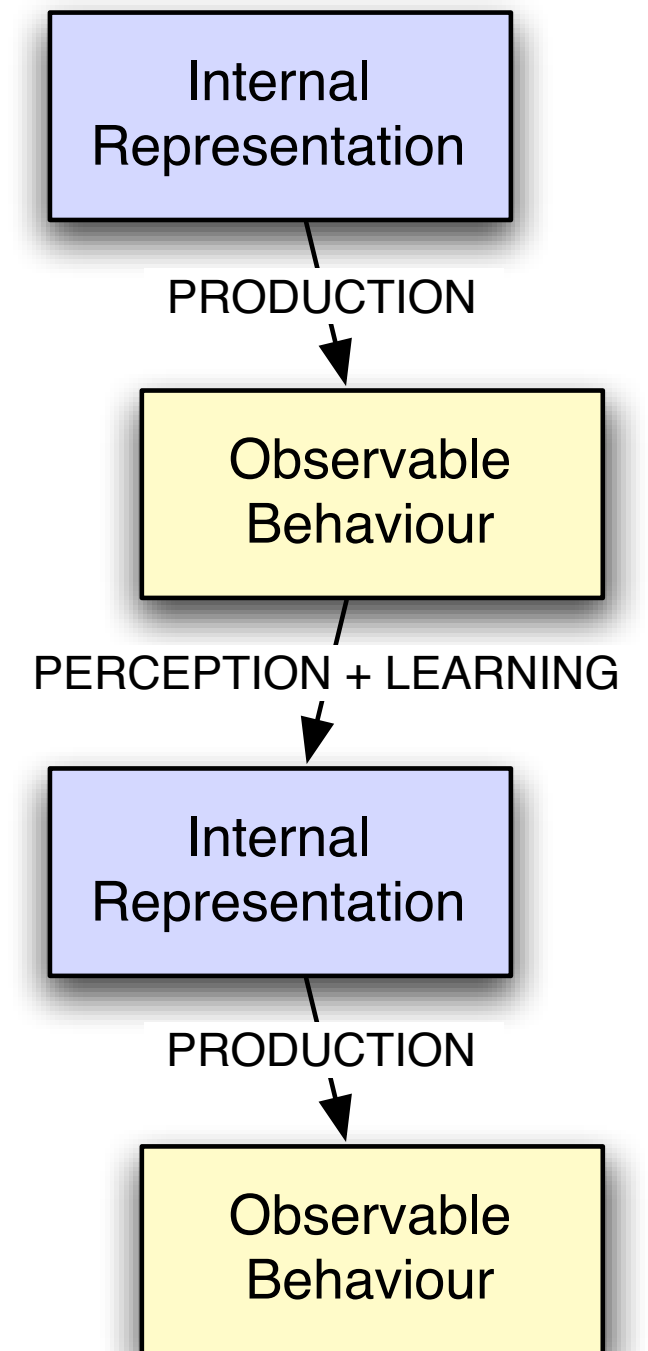 Internal
Representation
PRODUCTION
Observable
Behaviour
PERCEPTION + LEARNING
Internal
Representation
PRODUCTION
Observable
Behaviour